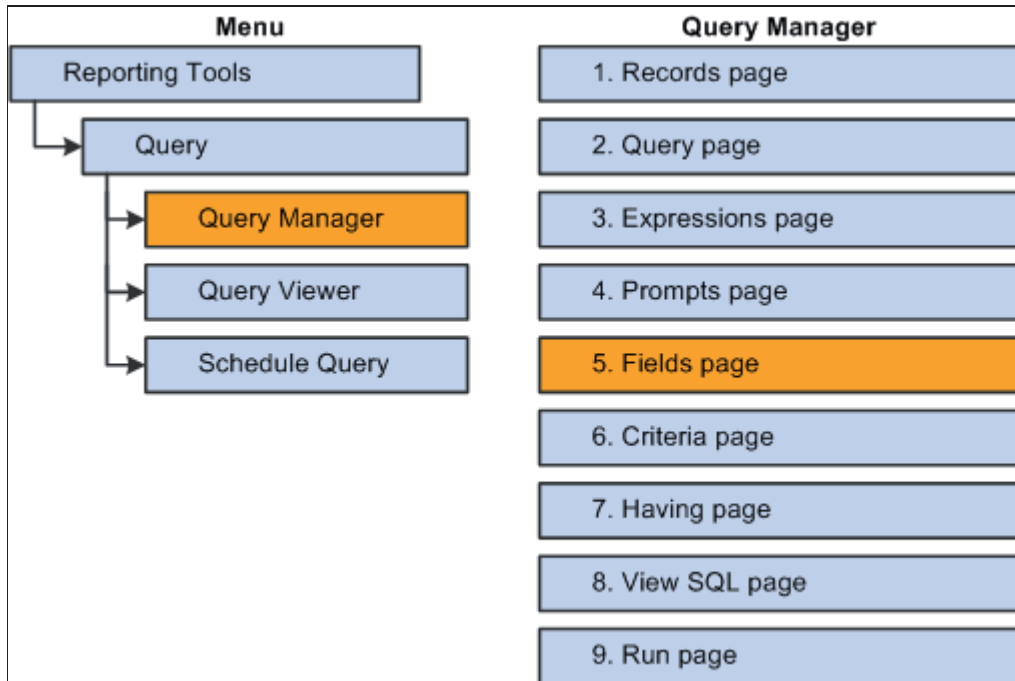 Menu
Reporting Tools
Query
Query Manager
Query Viewer
Schedule Query
Query Manager
1. Records page
2. Query page
3. Expressions page
4. Prompts page
5. Fields page
6. Criteria page
7. Having page
8. View SQL page
9. Run page